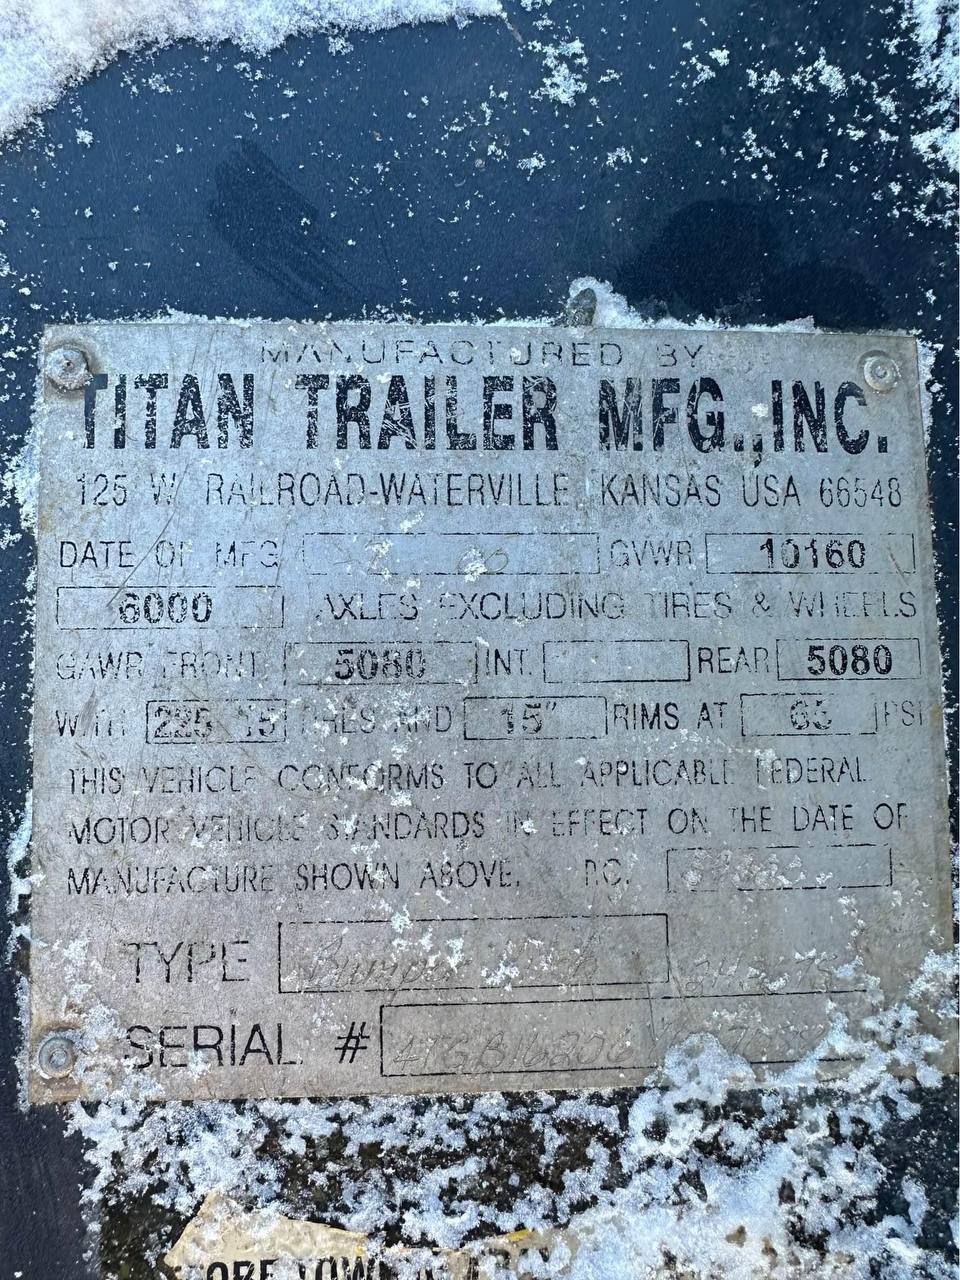 MANUFACTURED BY
TITAN TRAILER MFG., INC.
125 W RAILROAD-WATERVILLE, KANSAS USA 66548
DATE OF MFG GVWR 10160
6000 AXLES EXCLUDING TIRES & WHEELS
GAWR FRONT 5080 INT. REAR 5080
WITH 225 15 TIRES AND 15" RIMS AT 65 PSI
THIS VEHICLE CONFORMS TO ALL APPLICABLE FEDERAL
MOTOR VEHICLE STANDARDS IN EFFECT ON THE DATE OF
MANUFACTURE SHOWN ABOVE.
TYPE Bumper
SERIAL #